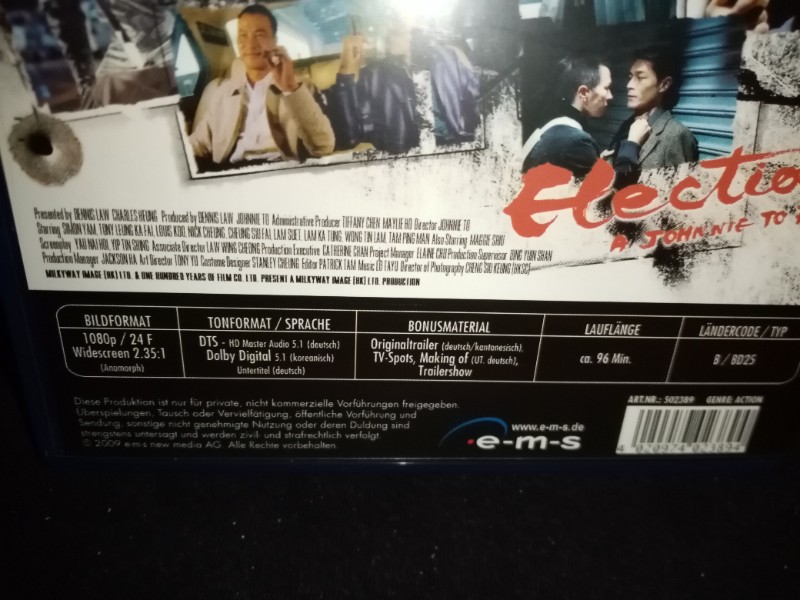 Electio
A JOHNNIE TO
Presented by DENNIS LAW CHARLES HEUNG Produced by DENNIS LAW JOHNNIE TO Administrative Producer TIFFANY CHEN MAYLIE HO Director JOHNNIE TO
Starring SIMON YAM, TONY LEUNG KA FAI, LOUIS KOO, NICK CHEUNG, CHEUNG SIU FAI, LAM SUET, LAM KA TUNG, WONG TIN LAM, TAM PING MAN Also Starring MAGGIE SHIU
Screenplay YAU NAI HOI, YIP TIN SHING Associate Director LAW WING CHEONG Production Executive CATHERINE CHAN Project Manager ELAINE CHU Production Supervisor DING YUEN SHAN
Production Manager JACKSON HA Art Director TONY YU Costume Designer STANLEY CHEUNG Editor PATRICK TAM Music LO TAYU Director of Photography CHENG SIU KEUNG (HKSC)
MILKYWAY IMAGE (HK) LTD. & ONE HUNDRED YEARS OF FILM CO. LTD. PRESENT A MILKYWAY IMAGE (HK) LTD. PRODUCTION
BILDFORMAT
1080p / 24 F
Widescreen 2.35:1
(Anamorph)
TONFORMAT / SPRACHE
DTS - HD Master Audio 5.1 (deutsch)
Dolby Digital 5.1 (koreanisch)
Untertitel (deutsch)
BONUSMATERIAL
Originaltrailer (deutsch/kantonesisch),
TV-Spots, Making of (UT. deutsch),
Trailershow
LAUFLÄNGE
ca. 96 Min.
LÄNDERCODE / TYP
B / BD25
Diese Produktion ist nur für private, nicht kommerzielle Vorführungen freigegeben.
Überspielungen, Tausch oder Vervielfältigung, öffentliche Vorführung und
Sendung, sonstige nicht genehmigte Nutzung oder deren Duldung sind
strengstens untersagt und werden zivil- und strafrechtlich verfolgt.
© 2009 e-m-s new media AG. Alle Rechte vorbehalten.
www.e-m-s.de
e-m-s
ART.NR.: 502389 GENRE: ACTION
4 020974 023894